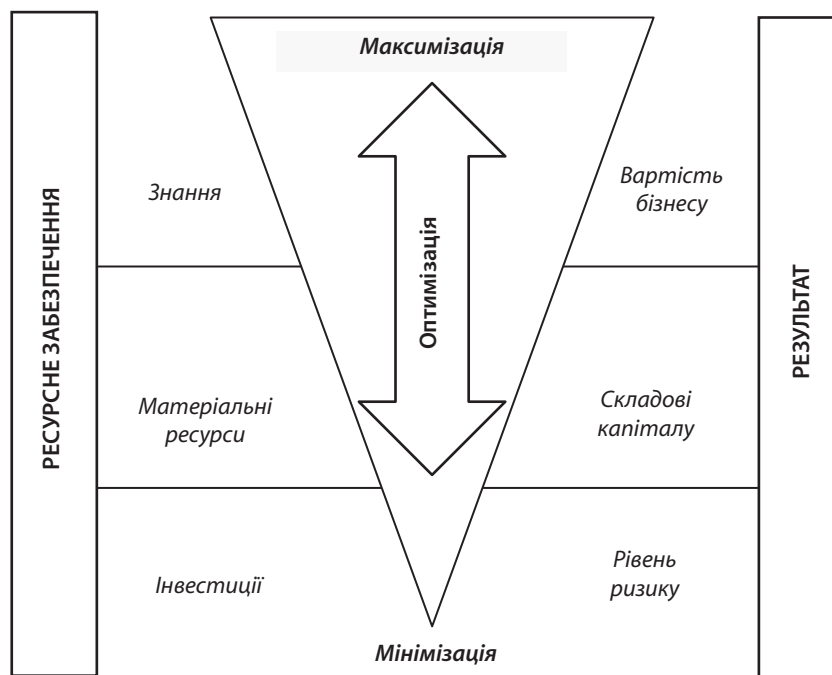 Максимізація
РЕСУРСНЕ ЗАБЕЗПЕЧЕННЯ
Знання
Вартість
бізнесу
Оптимізація
РЕЗУЛЬТАТ
Матеріальні
ресурси
Складові
капіталу
Інвестиції
Рівень
ризику
Мінімізація